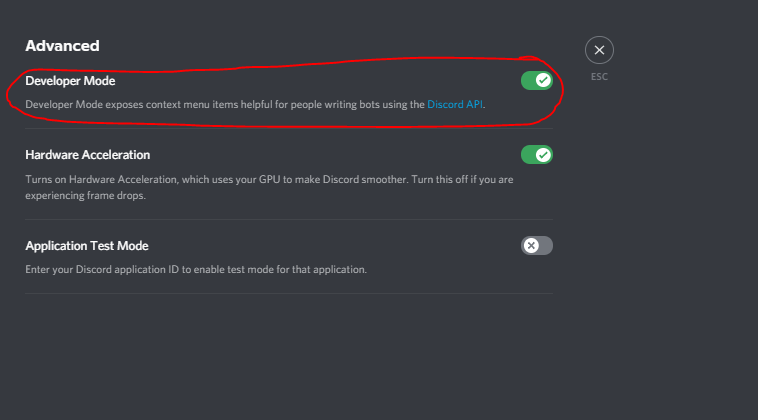 Advanced
ESC
Developer Mode
Developer Mode exposes context menu items helpful for people writing bots using the Discord API.
Hardware Acceleration
Turns on Hardware Acceleration, which uses your GPU to make Discord smoother. Turn this off if you are
experiencing frame drops.
Application Test Mode
Enter your Discord application ID to enable test mode for that application.